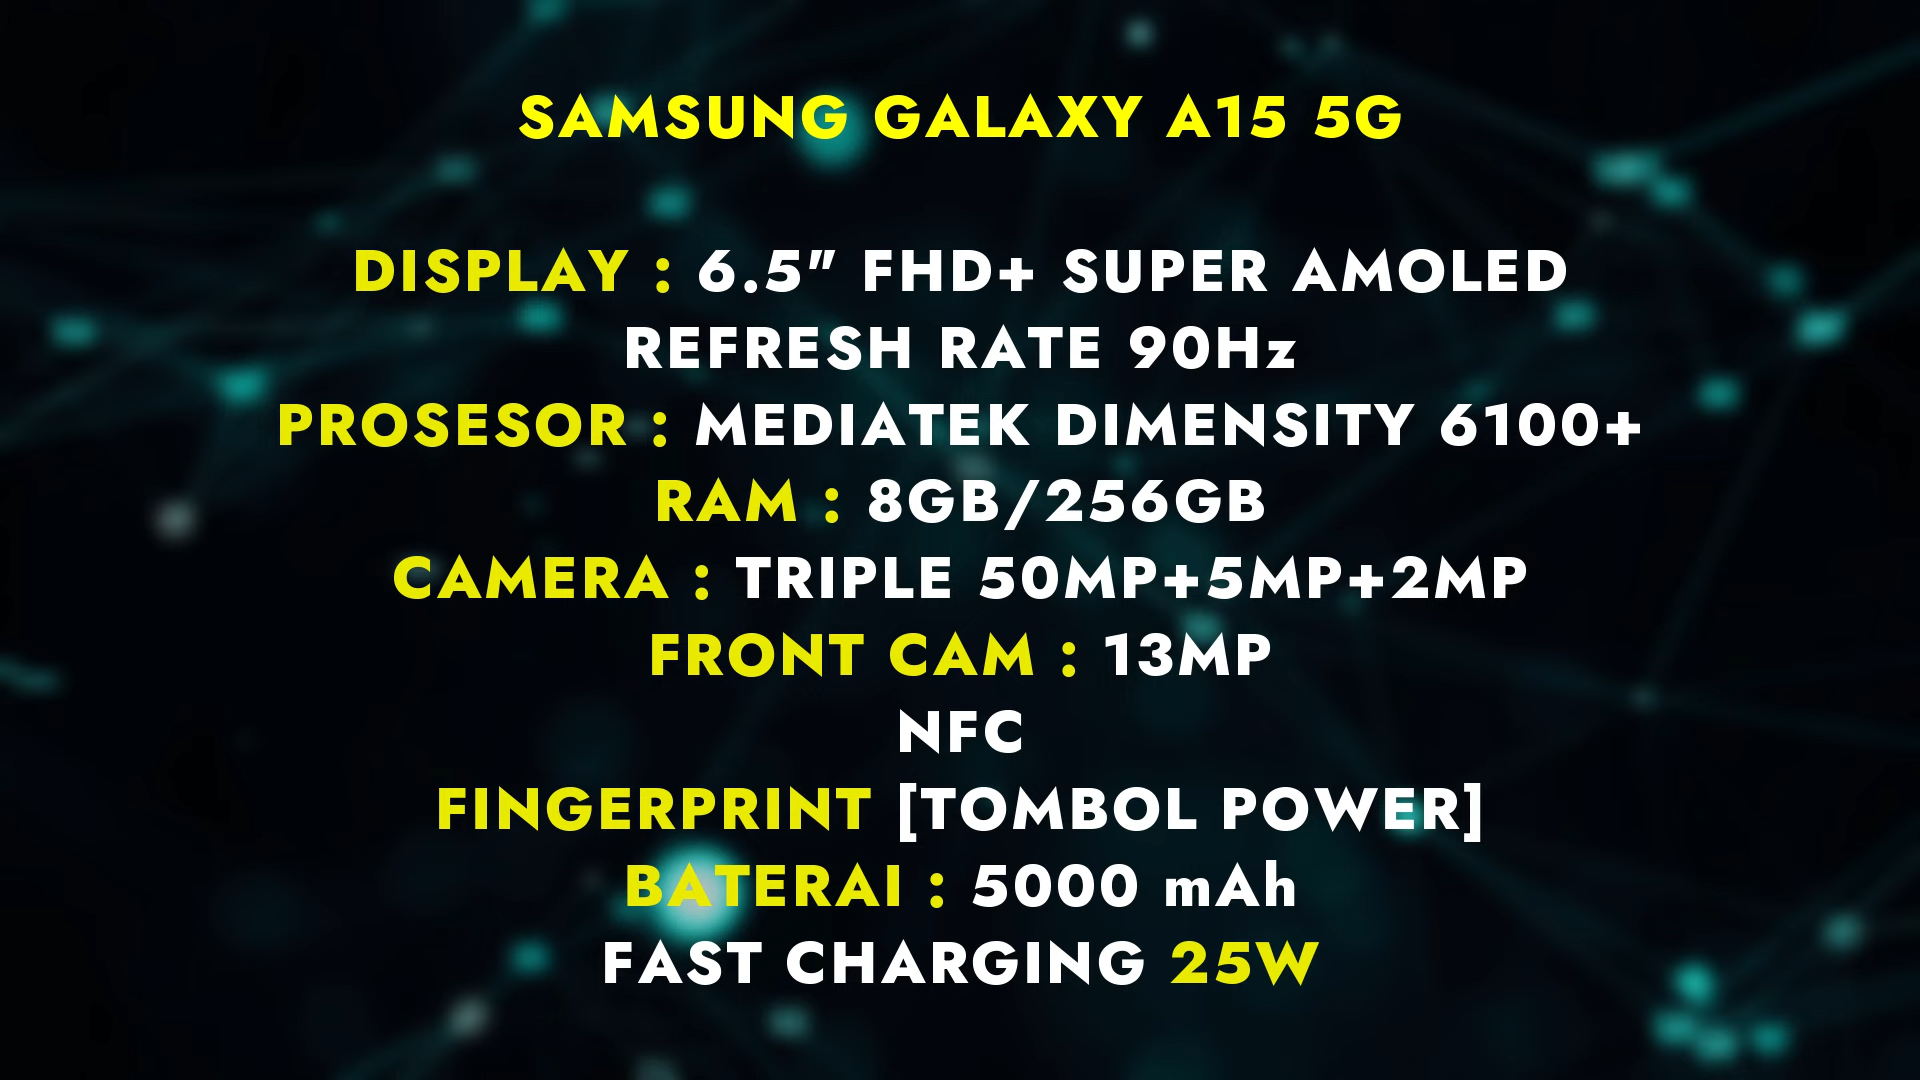 SAMSUNG GALAXY A15 5G
DISPLAY : 6.5" FHD+ SUPER AMOLED
REFRESH RATE 90Hz
PROSESOR : MEDIATEK DIMENSITY 6100+
RAM : 8GB/256GB
CAMERA : TRIPLE 50MP+5MP+2MP
FRONT CAM : 13MP
NFC
FINGERPRINT [TOMBOL POWER]
BATERAI : 5000 mAh
FAST CHARGING 25W